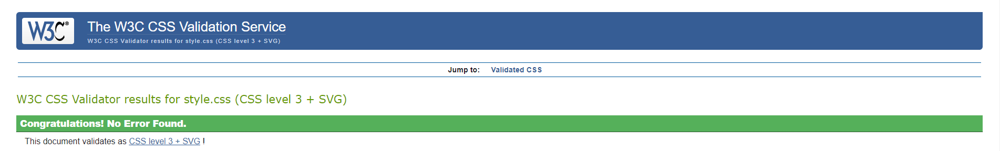 W3C®
The W3C CSS Validation Service
W3C CSS Validator results for style.css (CSS level 3 + SVG)
Jump to: Validated CSS
W3C CSS Validator results for style.css (CSS level 3 + SVG)
Congratulations! No Error Found.
This document validates as CSS level 3 + SVG !